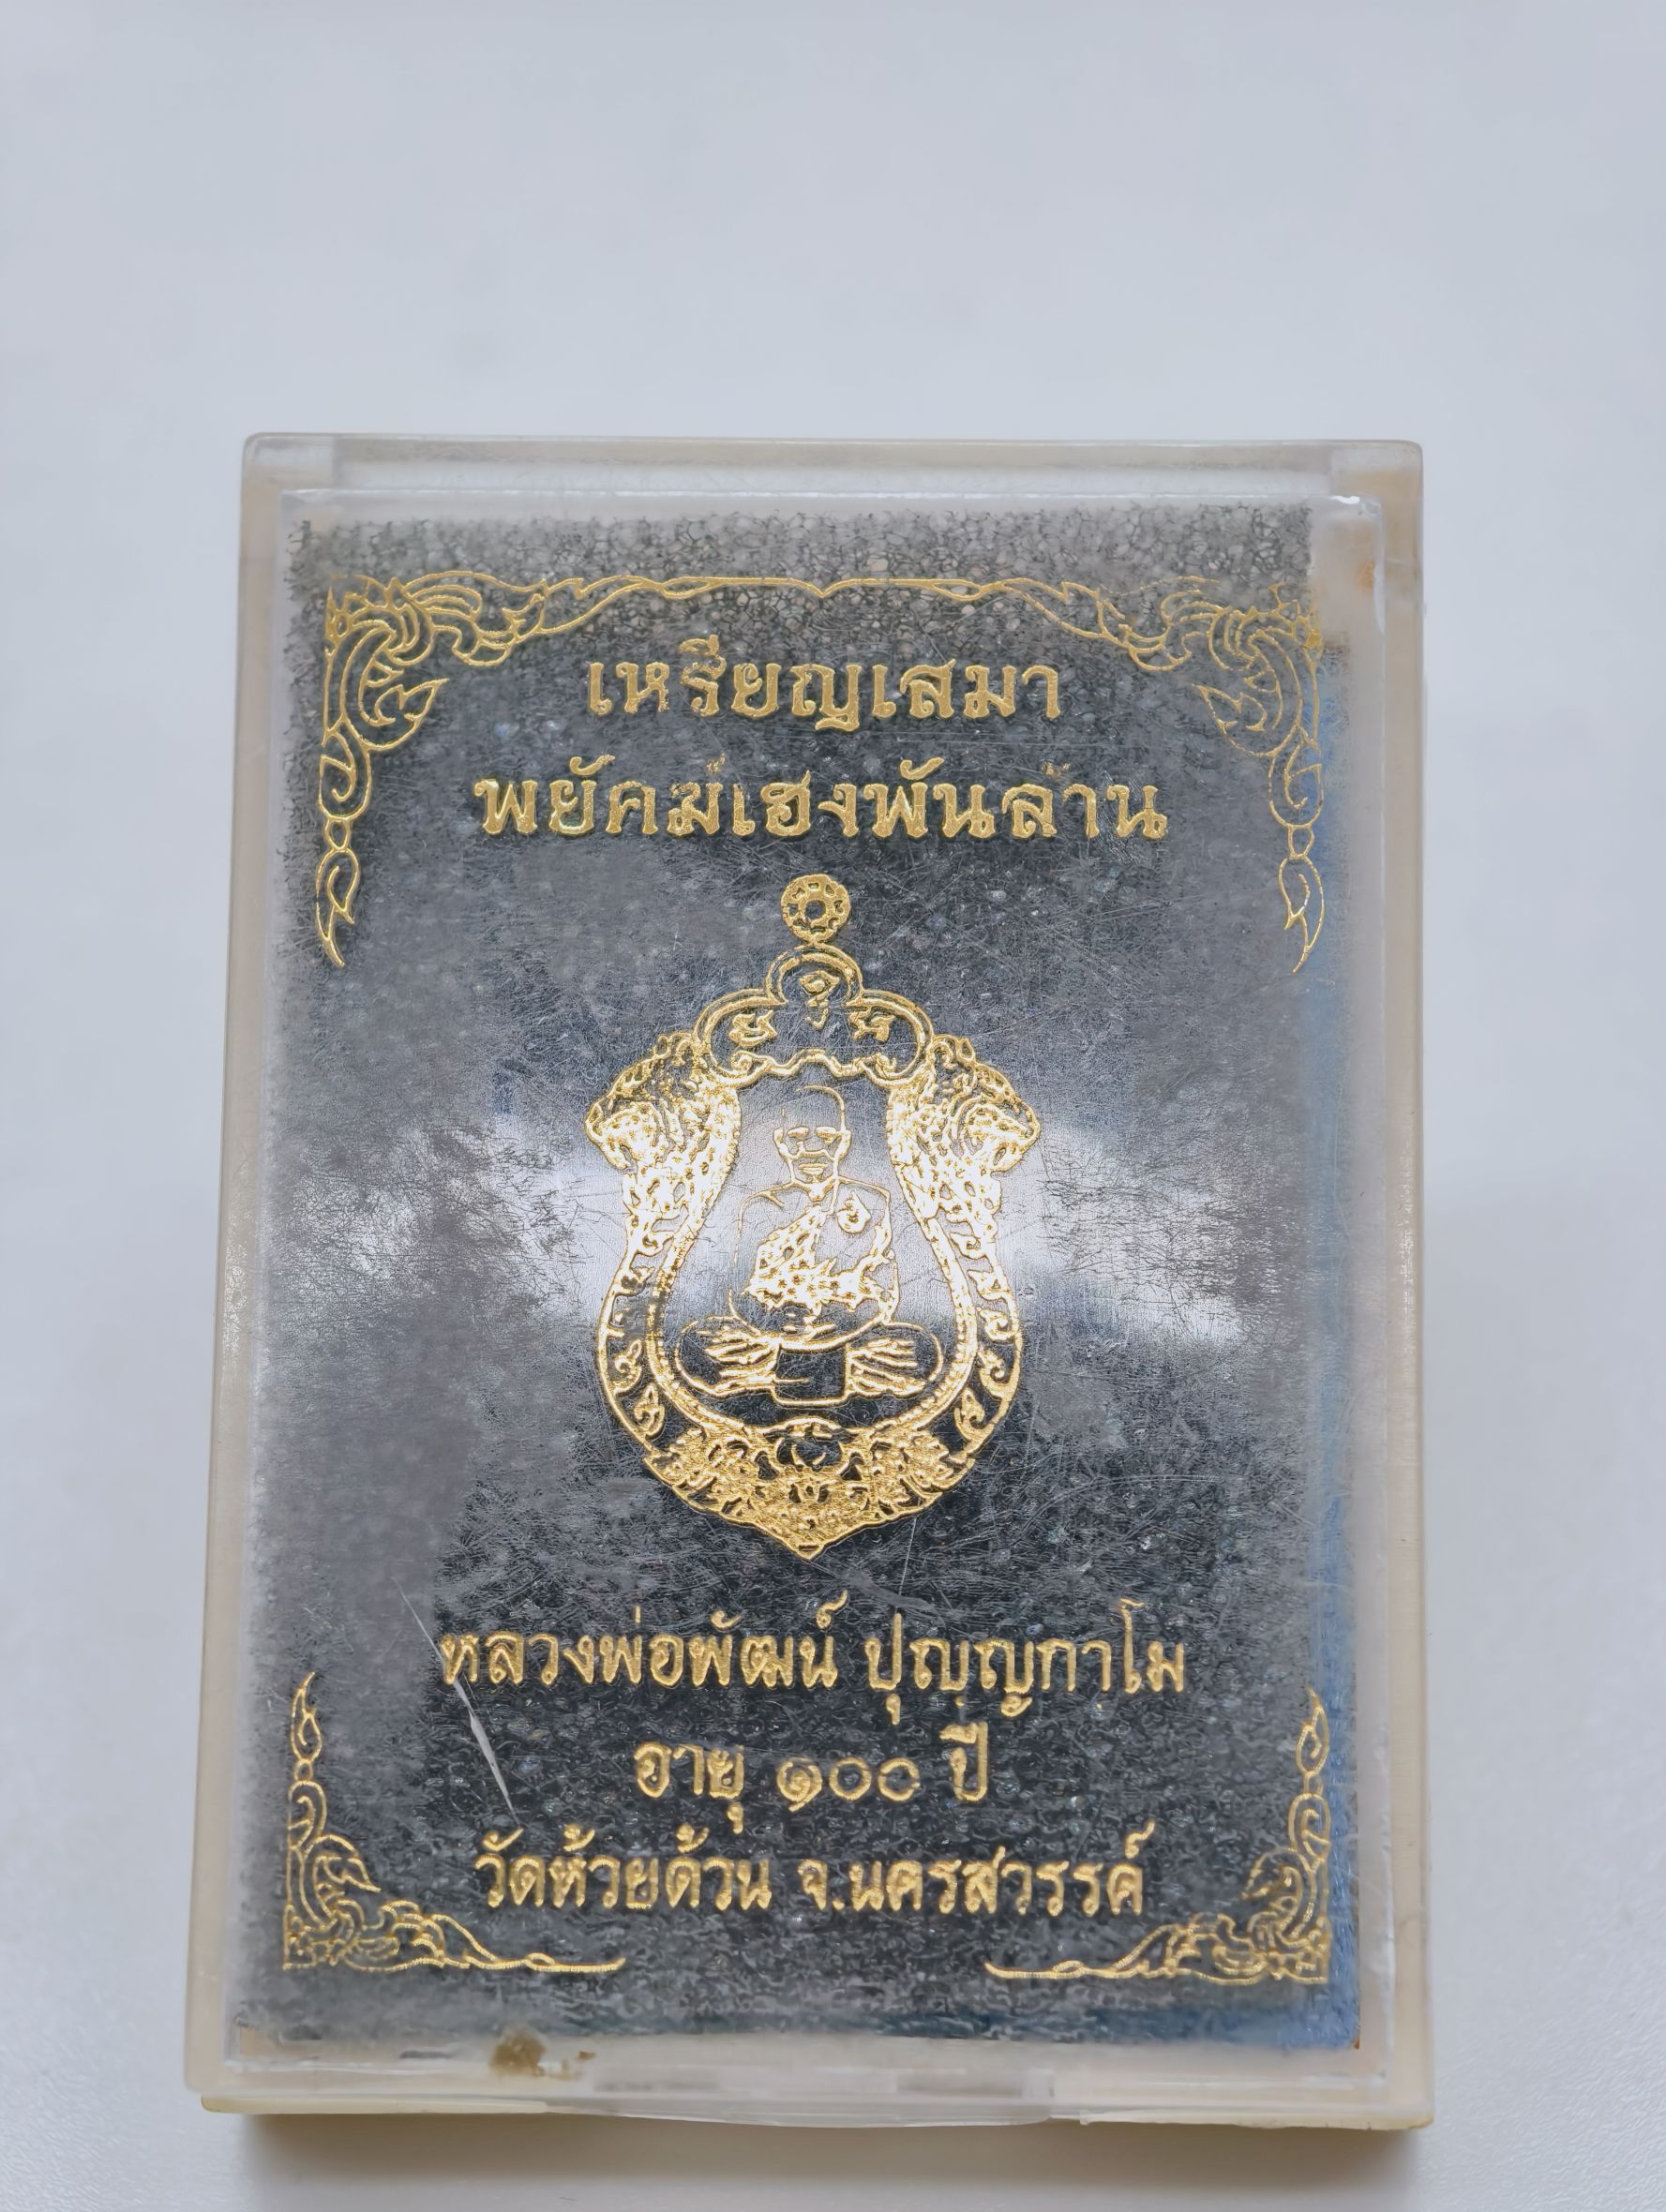 เหรียญเสมา
พยัคฆ์เฮงพันล้าน
หลวงพ่อพัฒน์ ปุญฺญกาโม
อายุ ๑๐๐ ปี
วัดห้วยด้วน จ.นครสวรรค์